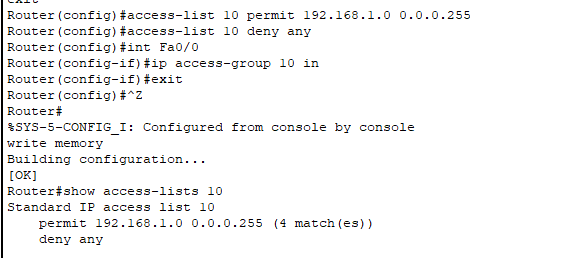 exit
Router(config)#access-list 10 permit 192.168.1.0 0.0.0.255
Router(config)#access-list 10 deny any
Router(config)#int Fa0/0
Router(config-if)#ip access-group 10 in
Router(config-if)#exit
Router(config)#^Z
Router#
%SYS-5-CONFIG_I: Configured from console by console
write memory
Building configuration...
[OK]
Router#show access-lists 10
Standard IP access list 10
    permit 192.168.1.0 0.0.0.255 (4 match(es))
    deny any